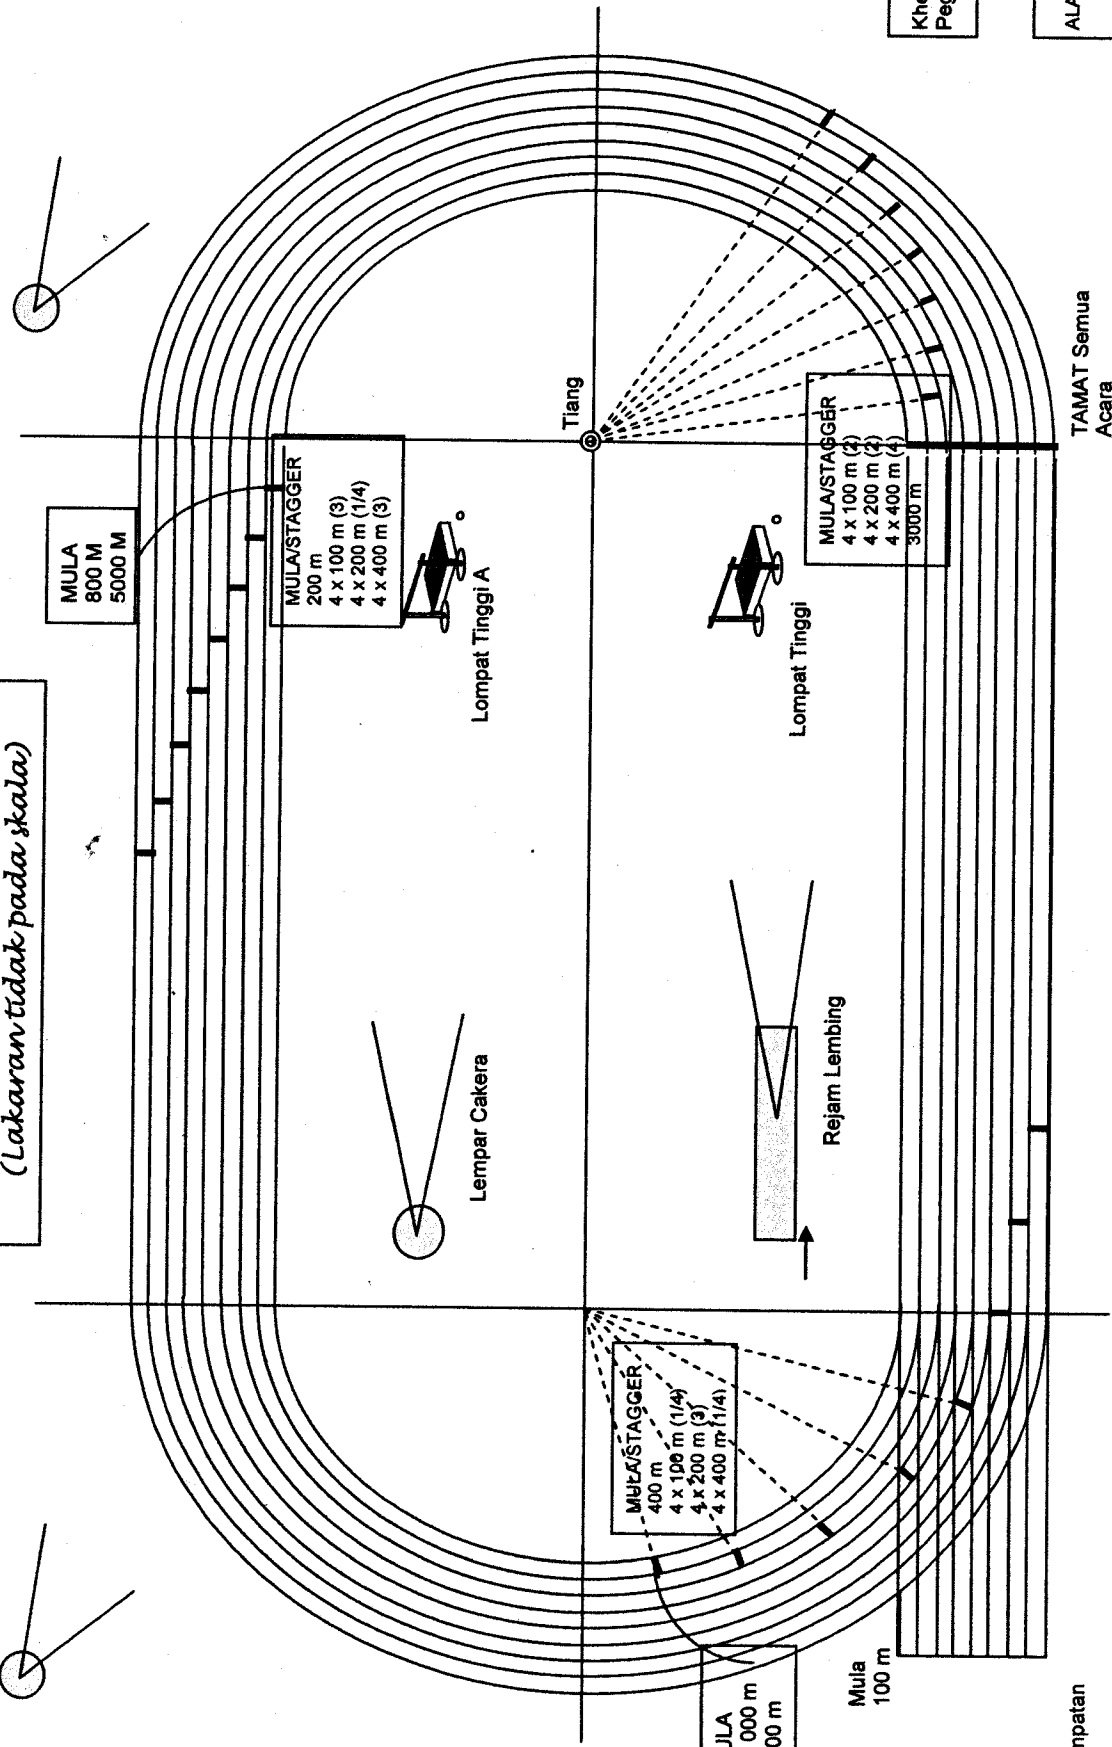 (Lakaran tidak pada skala)
MULA
800 M
5000 M
MULA/STAGGER
200 m
4 x 100 m (3)
4 x 200 m (1/4)
4 x 400 m (3)
Lompat Tinggi A
Lempar Cakera
Tiang
MULA/STAGGER
4 x 100 m (2)
4 x 200 m (2)
4 x 400 m (4)
3000 m
Lompat Tinggi
Rejam Lembing
MULA/STAGGER
400 m
4 x 100 m (1/4)
4 x 200 m (3)
4 x 400 m (1/4)
000 m
00 m
Mula
100 m
TAMAT Semua
Acara